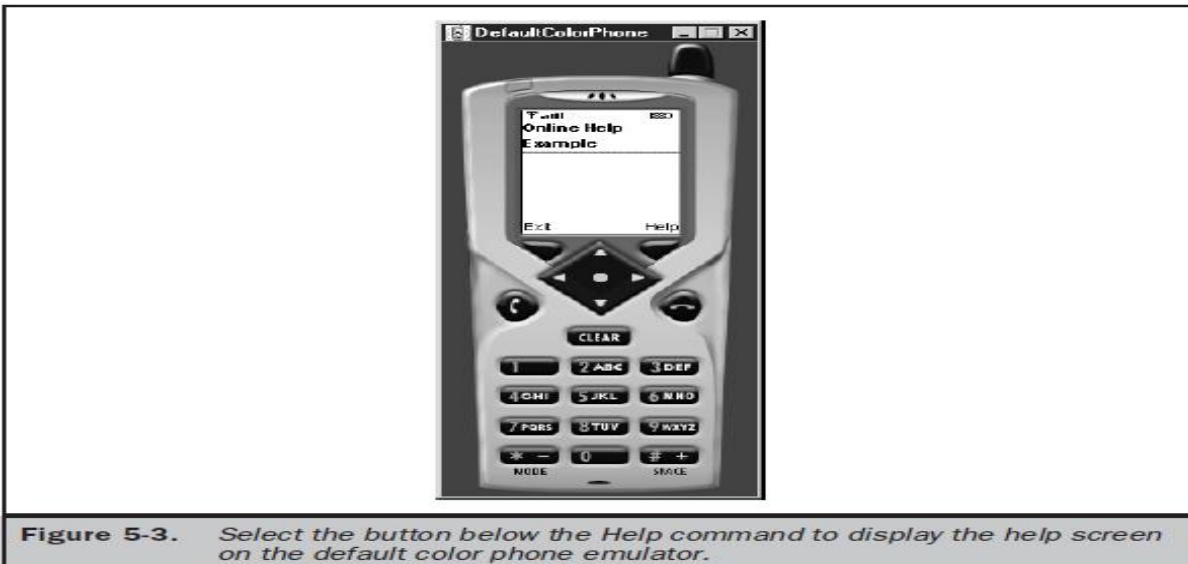 DefaultColorPhone
Online Help
Example
Exit Help
CLEAR
1 2 ABC 3 DEF
4 GHI 5 JKL 6 MNO
7 PQRS 8 TUV 9 WXYZ
* - 0 # +
MODE SPACE
Figure 5-3. Select the button below the Help command to display the help screen
on the default color phone emulator.